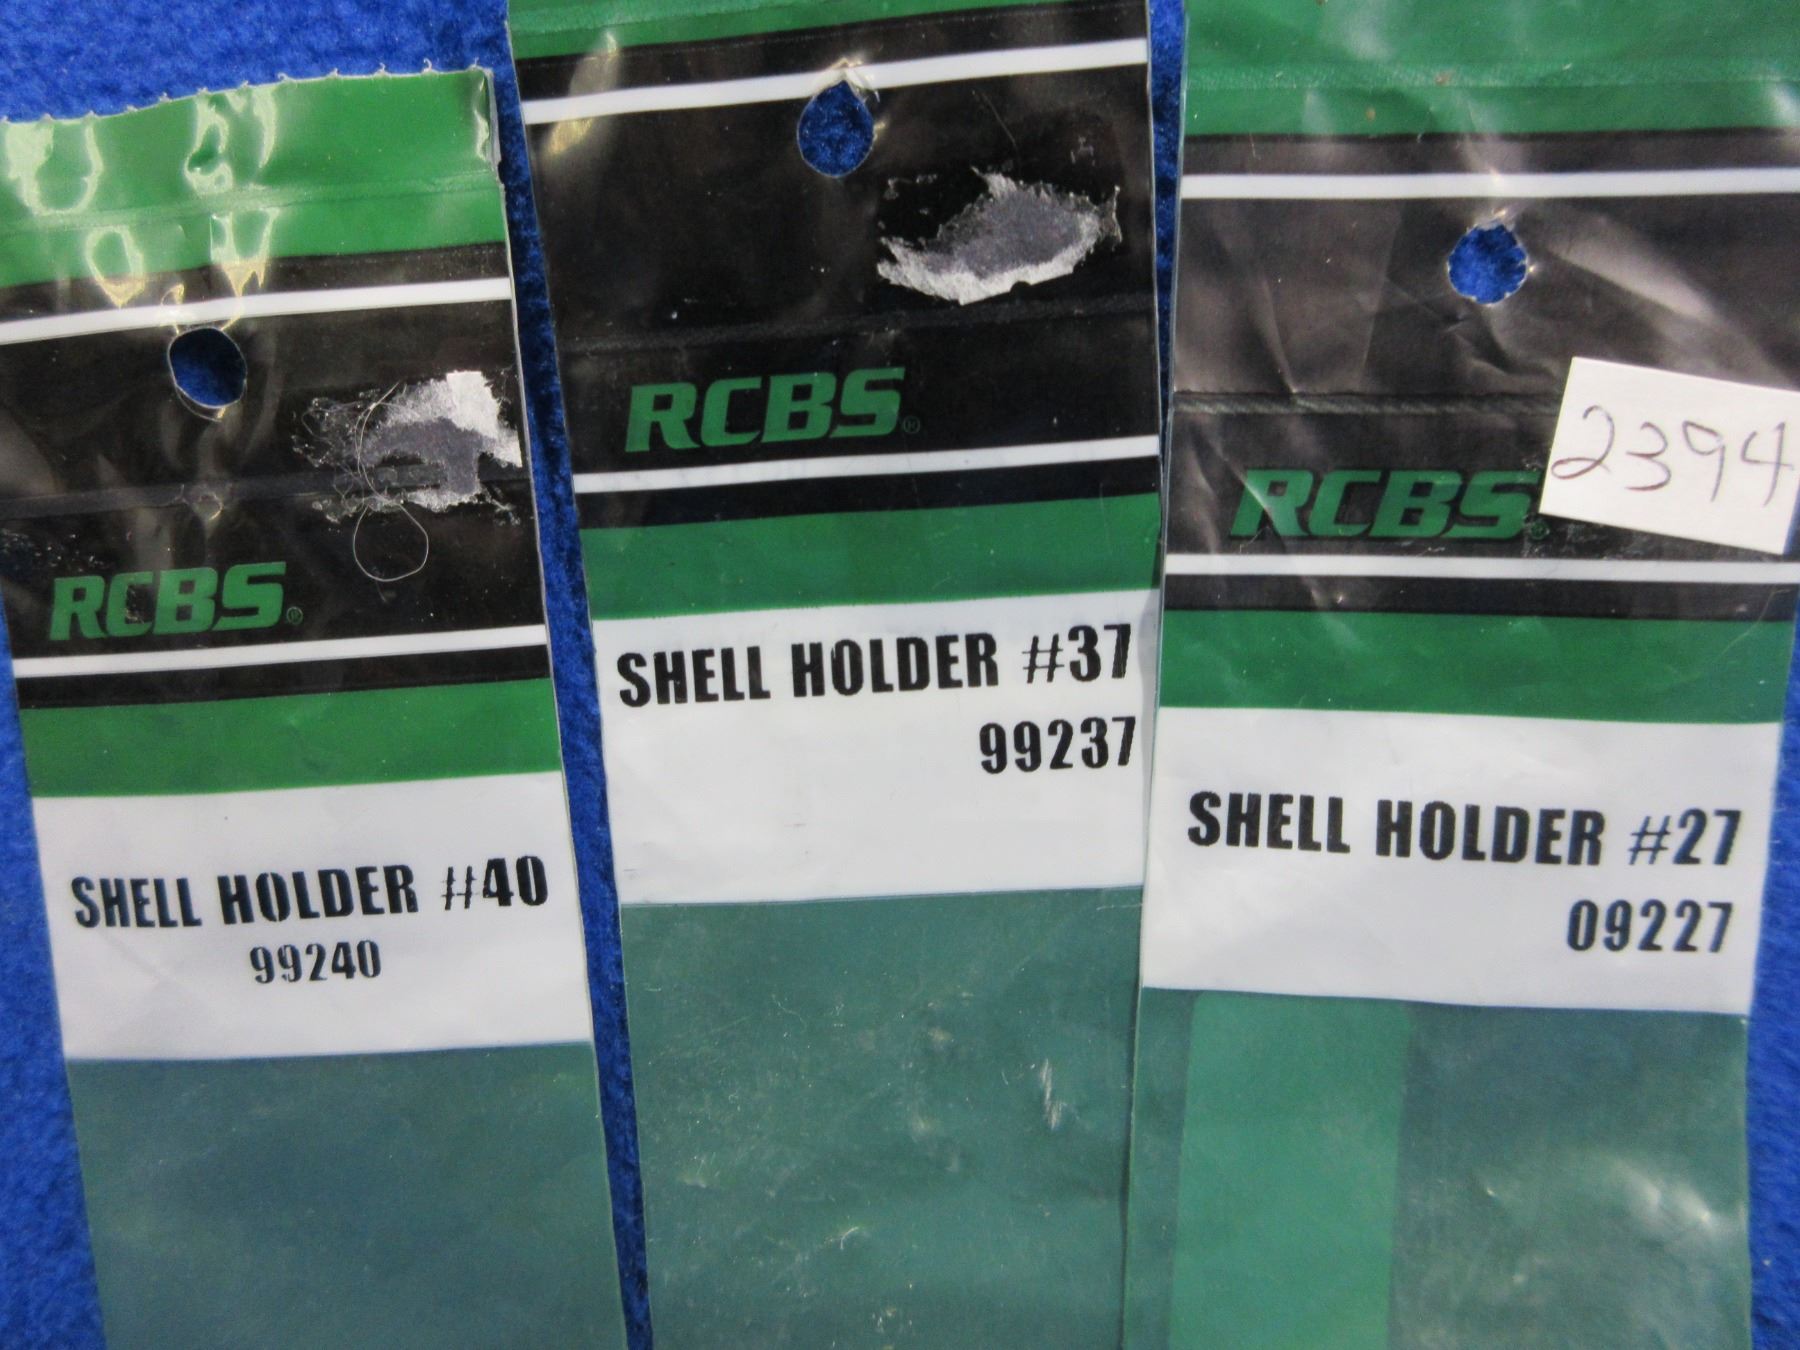 RCBS®
SHELL HOLDER #40
99240
RCBS®
SHELL HOLDER #37
99237
2394
RCBS®
SHELL HOLDER #27
09227